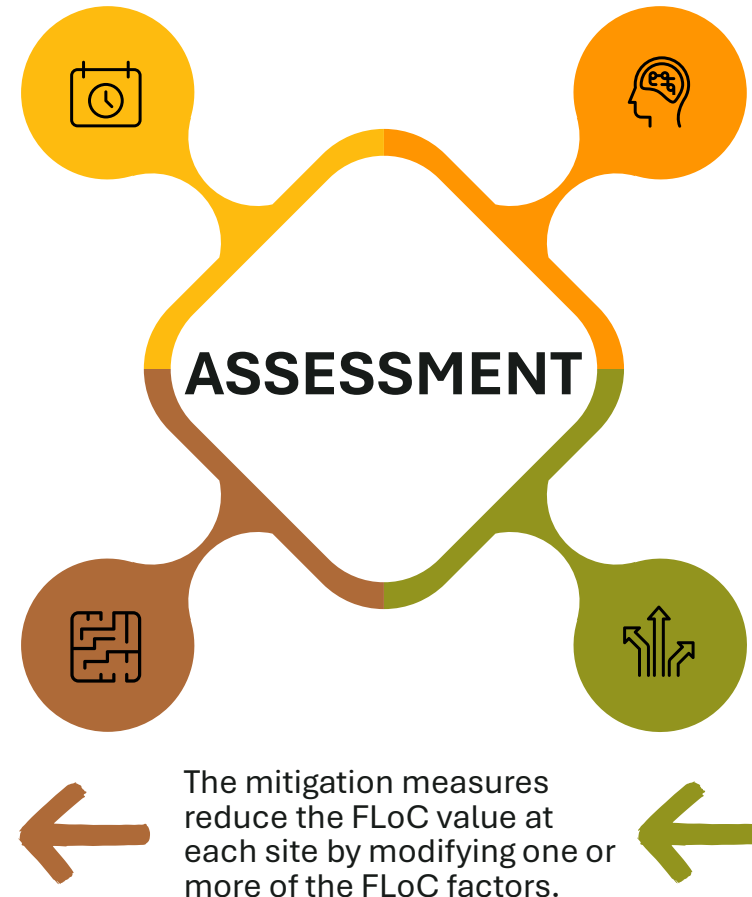 ASSESSMENT
The mitigation measures
reduce the FLoC value at
each site by modifying one or
more of the FLoC factors.